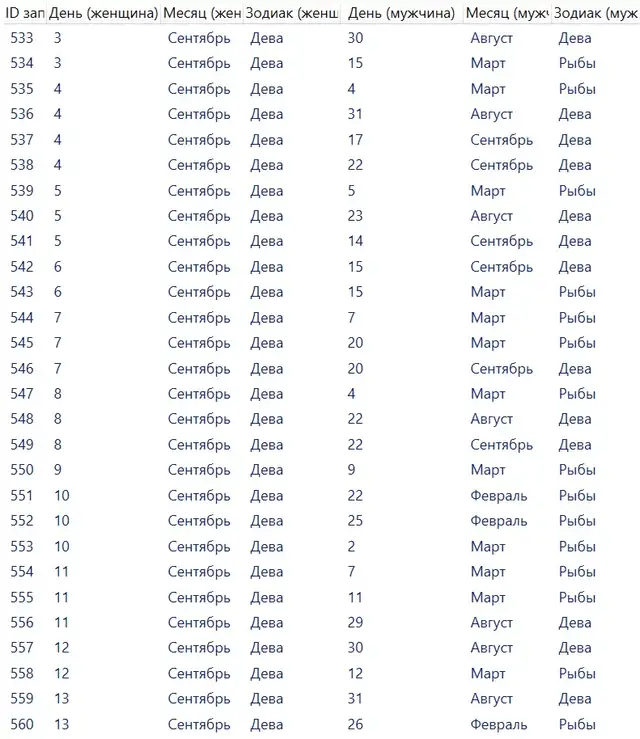 ID зап День (женщина) Месяц (жен Зодиак (женш День (мужчина) Месяц (мужч Зодиак (муж
533 3 Сентябрь Дева 30 Август Дева
534 3 Сентябрь Дева 15 Март Рыбы
535 4 Сентябрь Дева 4 Март Рыбы
536 4 Сентябрь Дева 31 Август Дева
537 4 Сентябрь Дева 17 Сентябрь Дева
538 4 Сентябрь Дева 22 Сентябрь Дева
539 5 Сентябрь Дева 5 Март Рыбы
540 5 Сентябрь Дева 23 Август Дева
541 5 Сентябрь Дева 14 Сентябрь Дева
542 6 Сентябрь Дева 15 Сентябрь Дева
543 6 Сентябрь Дева 15 Март Рыбы
544 7 Сентябрь Дева 7 Март Рыбы
545 7 Сентябрь Дева 20 Март Рыбы
546 7 Сентябрь Дева 20 Сентябрь Дева
547 8 Сентябрь Дева 4 Март Рыбы
548 8 Сентябрь Дева 22 Август Дева
549 8 Сентябрь Дева 22 Сентябрь Дева
550 9 Сентябрь Дева 9 Март Рыбы
551 10 Сентябрь Дева 22 Февраль Рыбы
552 10 Сентябрь Дева 25 Февраль Рыбы
553 10 Сентябрь Дева 2 Март Рыбы
554 11 Сентябрь Дева 7 Март Рыбы
555 11 Сентябрь Дева 11 Март Рыбы
556 11 Сентябрь Дева 29 Август Дева
557 12 Сентябрь Дева 30 Август Дева
558 12 Сентябрь Дева 12 Март Рыбы
559 13 Сентябрь Дева 31 Август Дева
560 13 Сентябрь Дева 26 Февраль Рыбы